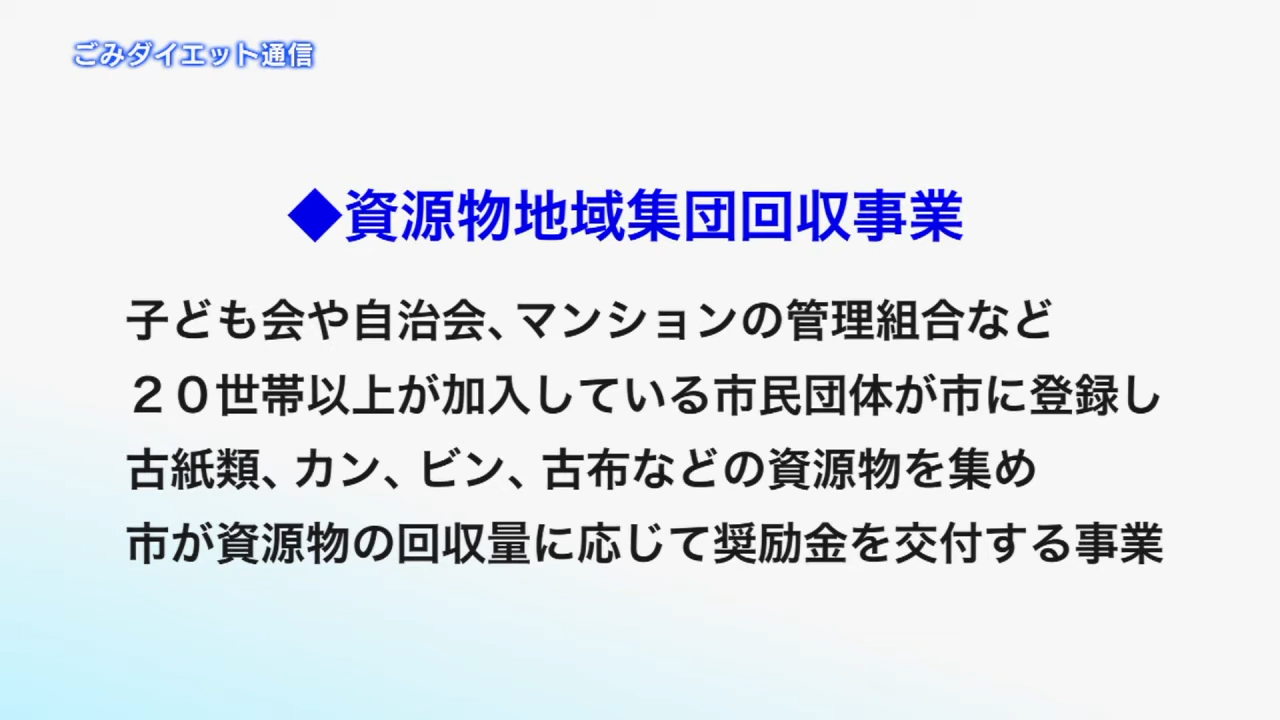 ごみダイエット通信
◆資源物地域集団回収事業
子ども会や自治会、マンションの管理組合など
２０世帯以上が加入している市民団体が市に登録し
古紙類、カン、ビン、古布などの資源物を集め
市が資源物の回収量に応じて奨励金を交付する事業